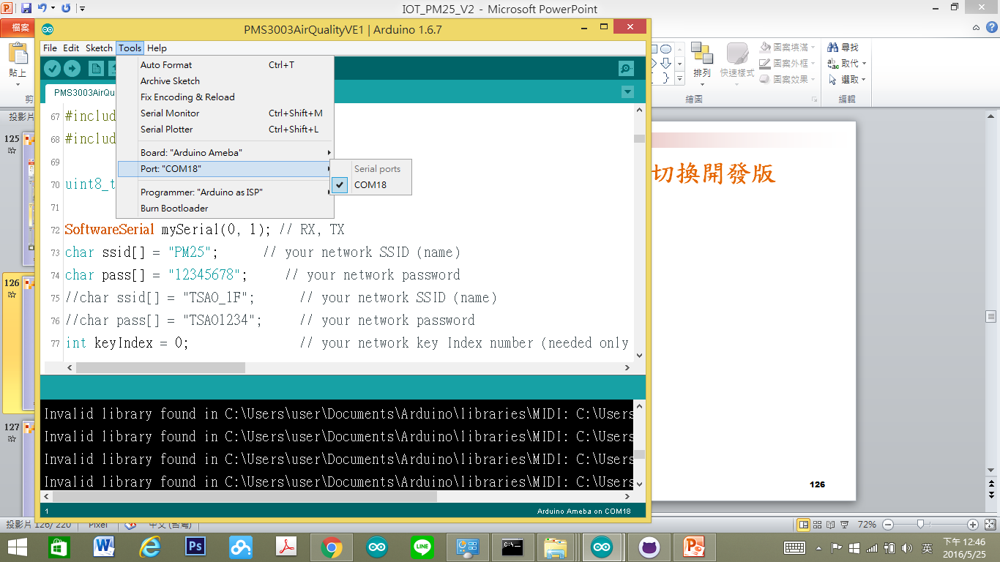 IOT_PM25_V2 - Microsoft PowerPoint
檔案
貼上
圖案填滿
圖案外框
圖案效果
排列
快速樣式
繪圖
尋找
取代
選取
編輯
PMS3003AirQualityVE1 | Arduino 1.6.7
File Edit Sketch Tools Help
Auto Format Ctrl+T
Archive Sketch
Fix Encoding & Reload
Serial Monitor Ctrl+Shift+M
Serial Plotter Ctrl+Shift+L
Board: "Arduino Ameba"
Port: "COM18"
Programmer: "Arduino as ISP"
Burn Bootloader
Serial ports
COM18
PMS3003AirQu
67 #includ
68 #includ
69
70 uint8_t
71
72 SoftwareSerial mySerial(0, 1); // RX, TX
73 char ssid[] = "PM25"; // your network SSID (name)
74 char pass[] = "12345678"; // your network password
75 //char ssid[] = "TSAO_1F"; // your network SSID (name)
76 //char pass[] = "TSAO1234"; // your network password
77 int keyIndex = 0; // your network key Index number (needed only
Invalid library found in C:\Users\user\Documents\Arduino\libraries\MIDI: C:\Users
Invalid library found in C:\Users\user\Documents\Arduino\libraries\MIDI: C:\Users
Invalid library found in C:\Users\user\Documents\Arduino\libraries\MIDI: C:\Users
Invalid library found in C:\Users\user\Documents\Arduino\libraries\MIDI: C:\Users
1 Arduino Ameba on COM18
投影片
125
126
127
切換開發版
126
投影片 126/ 220 Pixel 中文 (台灣)
72%
英
下午 12:46
2016/5/25